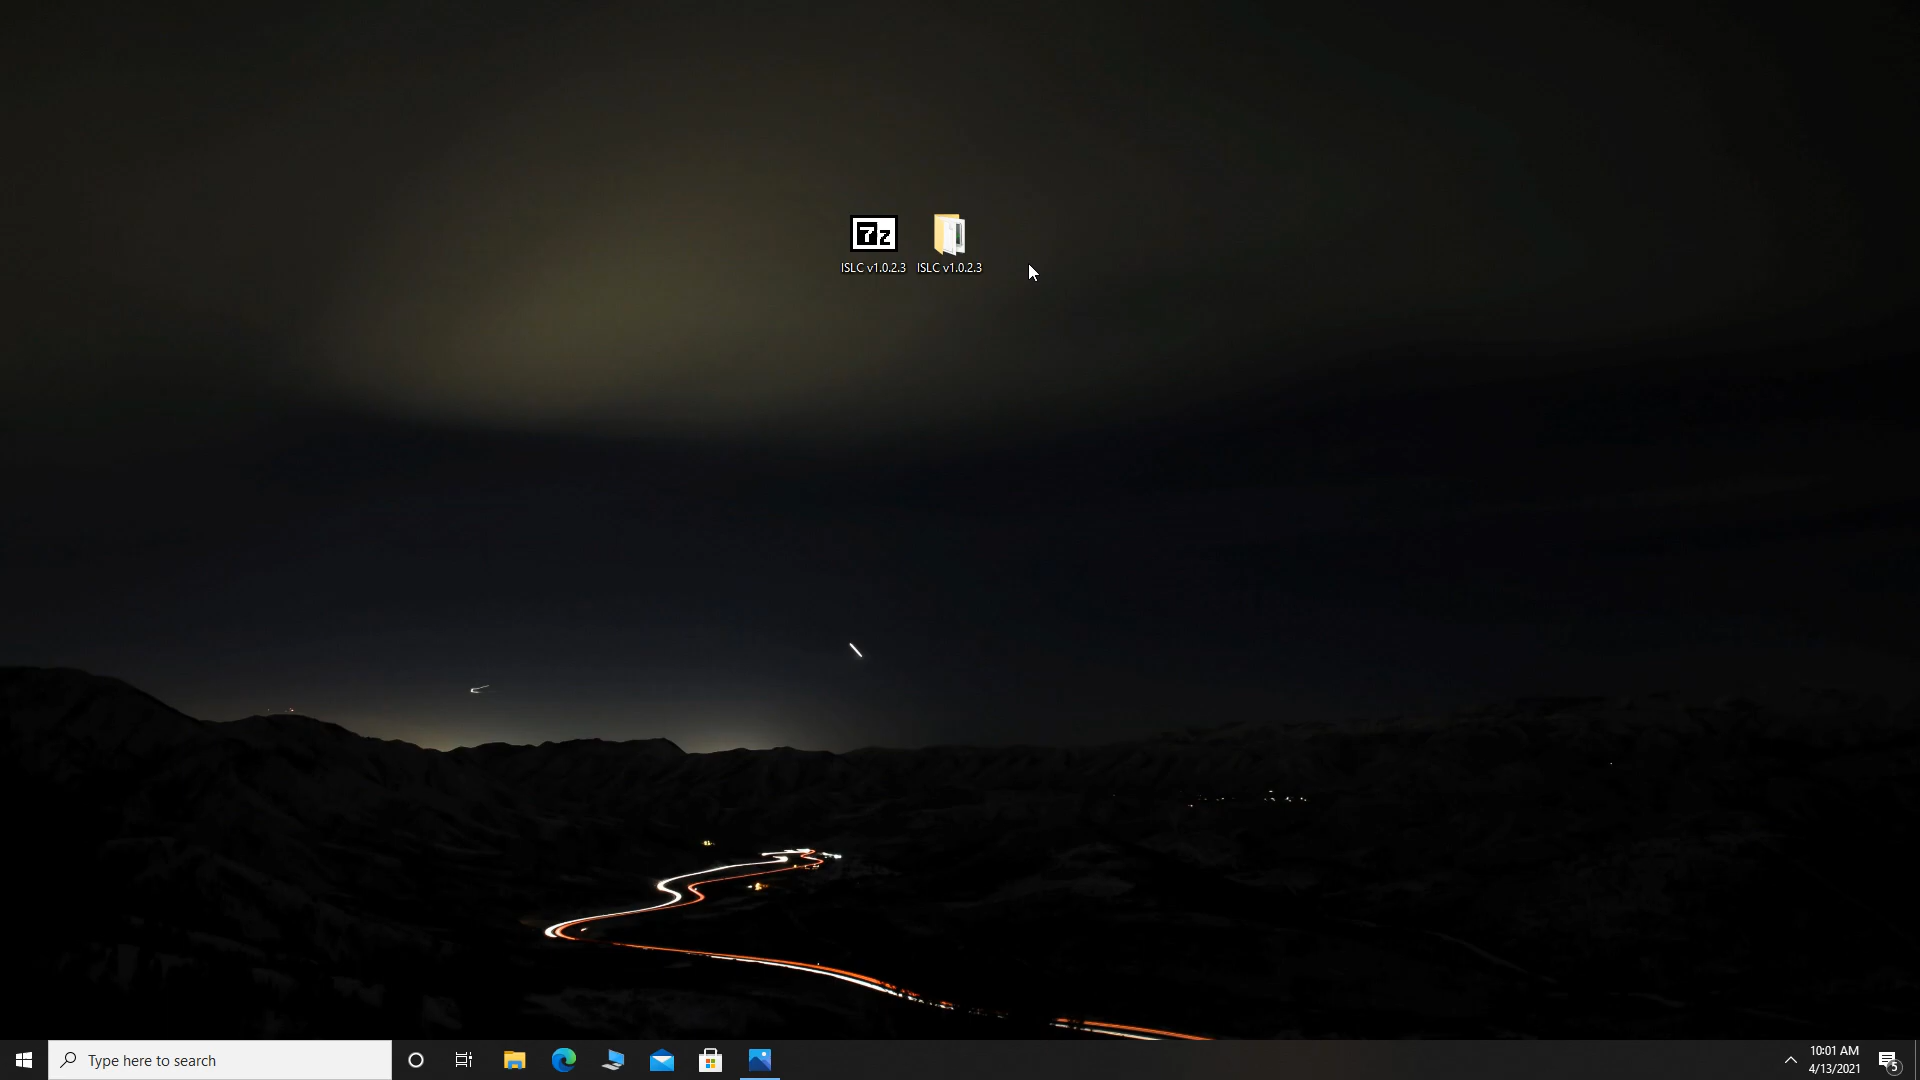 7z
ISLC v1.0.2.3
ISLC v1.0.2.3
Type here to search
10:01 AM
4/13/2021
5